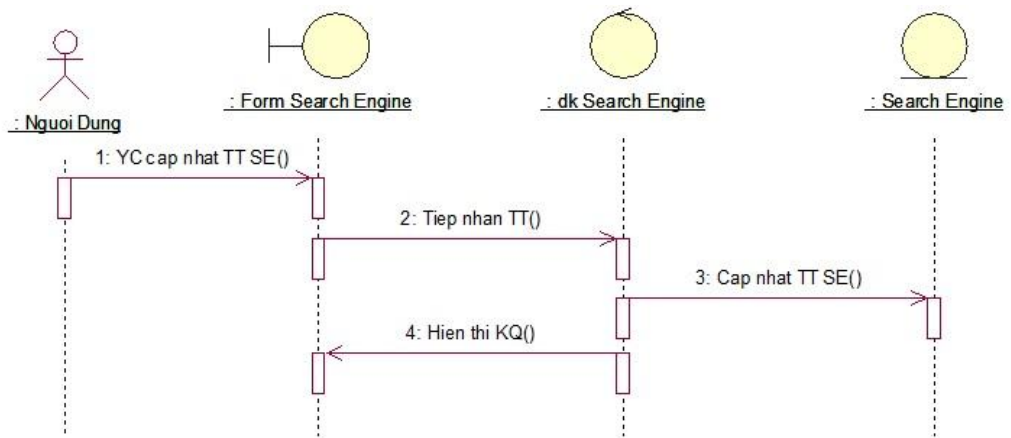 : Nguoi Dung
: Form Search Engine
: dk Search Engine
: Search Engine
1: YC cap nhat TT SE()
2: Tiep nhan TT()
3: Cap nhat TT SE()
4: Hien thi KQ()